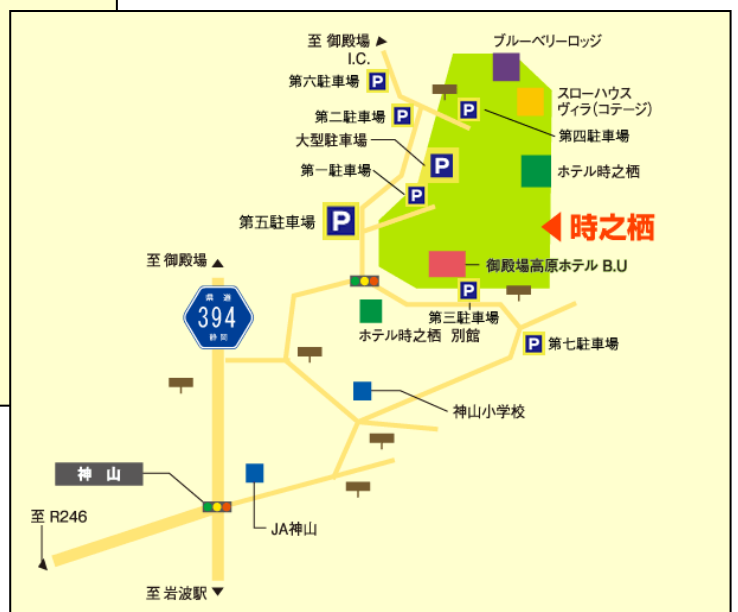 至 御殿場 ▶
I.C.
ブルーベリーロッジ
第六駐車場
P
スローハウス
ヴィラ(コテージ)
第二駐車場
P
P
第四駐車場
大型駐車場
P
第一駐車場
P
ホテル時之栖
第五駐車場
P
時之栖
至 御殿場 ▲
御殿場高原ホテル B.U
県道
394
静岡
P
第三駐車場
ホテル時之栖 別館
P
第七駐車場
神山小学校
神 山
至 R246
JA神山
至 岩波駅 ▼